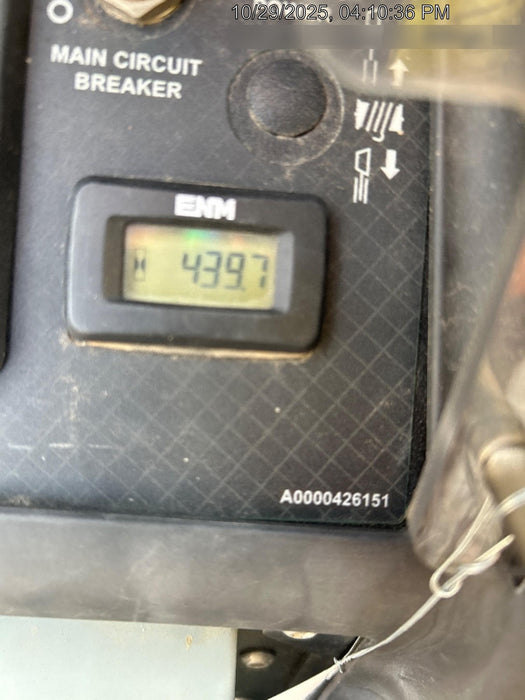 10/29/2025, 04:10:36 PM
MAIN CIRCUIT
BREAKER
ENM
439.7
A0000426151